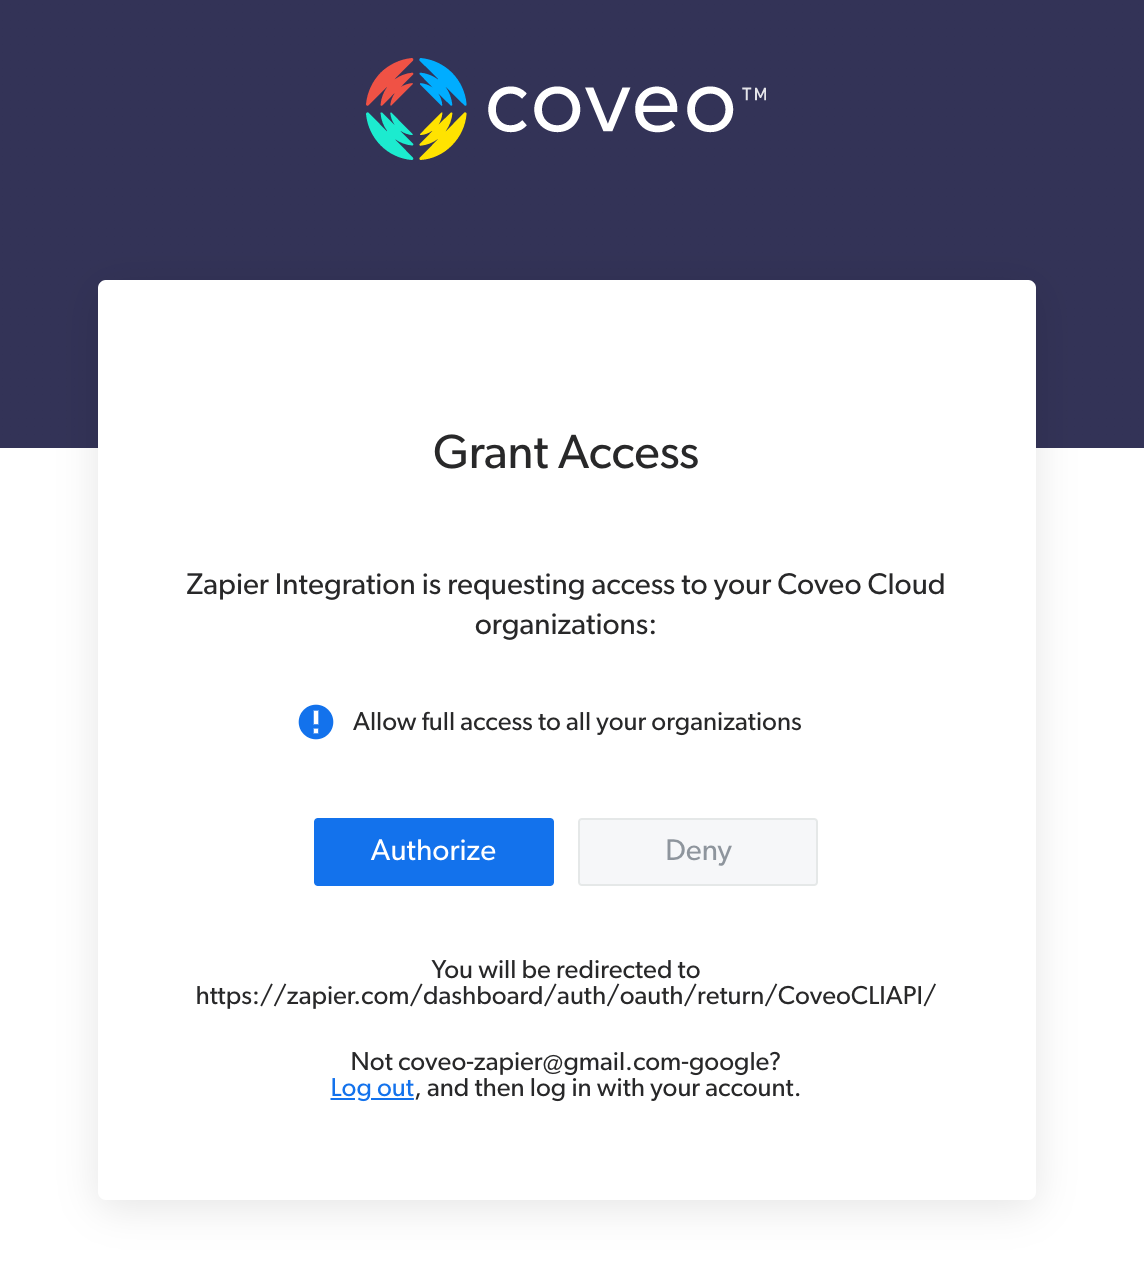 coveo™
Grant Access
Zapier Integration is requesting access to your Coveo Cloud
organizations:
Allow full access to all your organizations
Authorize
Deny
You will be redirected to
https://zapier.com/dashboard/auth/oauth/return/CoveoCLIAPI/
Not coveo-zapier@gmail.com-google?
Log out, and then log in with your account.